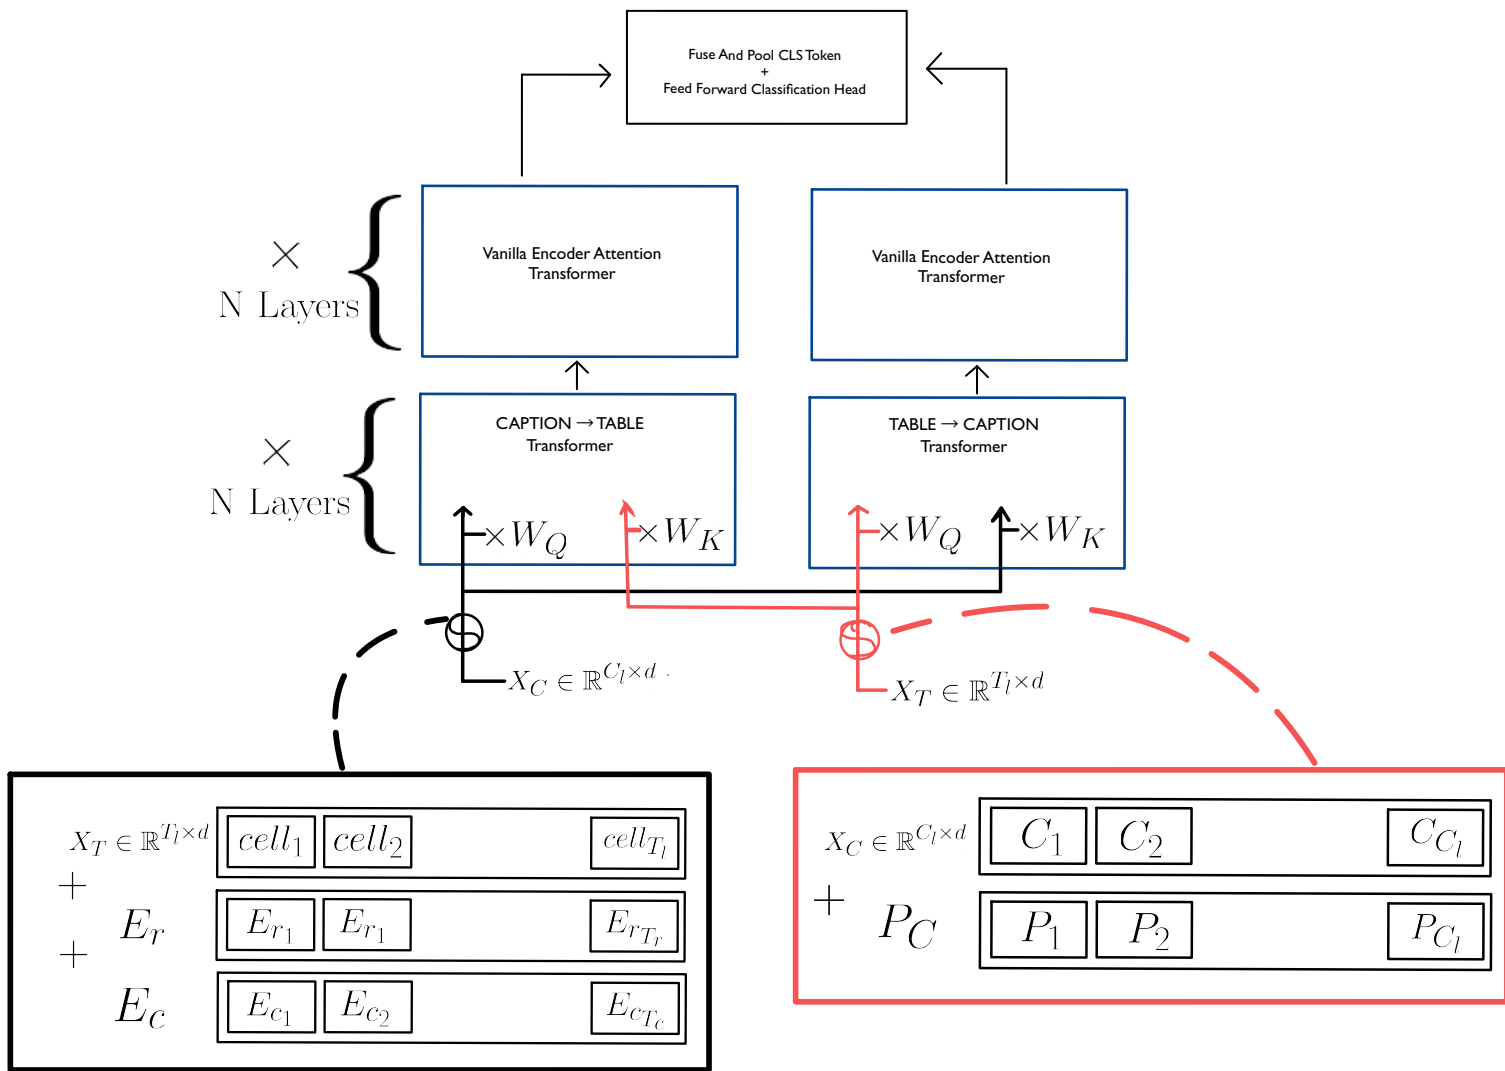 Fuse And Pool CLS Token
+
Feed Forward Classification Head
Vanilla Encoder Attention
Transformer
Vanilla Encoder Attention
Transformer
×
N Layers
CAPTION → TABLE
Transformer
TABLE → CAPTION
Transformer
×
N Layers
×W_Q
×W_K
×W_Q
×W_K
X_C ∈ ℝ^{C_l×d}
X_T ∈ ℝ^{T_l×d}
X_T ∈ ℝ^{T_l×d} cell_1 cell_2 cell_{T_l}
+
E_r E_{r_1} E_{r_1} E_{r_{T_r}}
+
E_c E_{c_1} E_{c_2} E_{c_{T_c}}
X_C ∈ ℝ^{C_l×d} C_1 C_2 C_{C_l}
+
P_C P_1 P_2 P_{C_l}